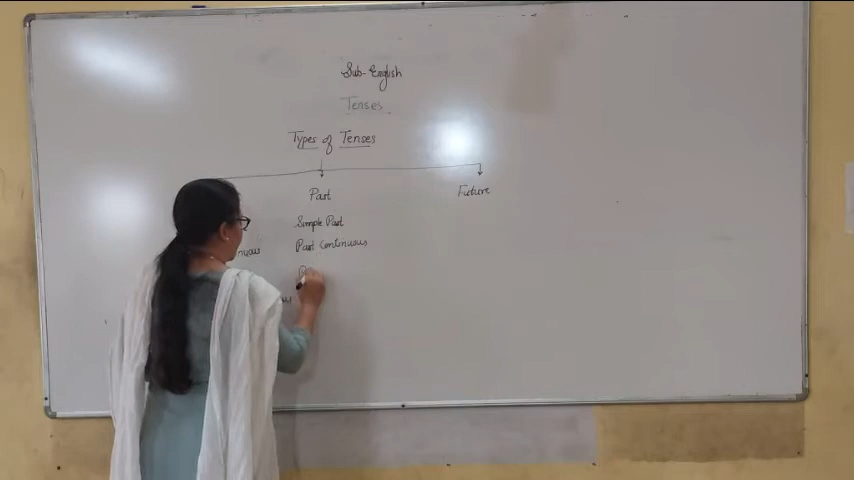 Sub- English
Tenses
Types of Tenses
Past Future
Simple Past
Past Continuous